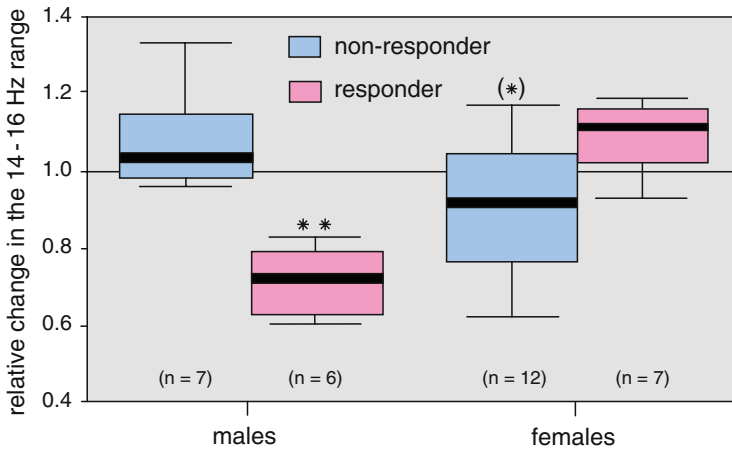 relative change in the 14 - 16 Hz range
1.4
1.2
1.0
0.8
0.6
0.4
non-responder
responder
(*)
* *
(n = 7)
(n = 6)
(n = 12)
(n = 7)
males
females